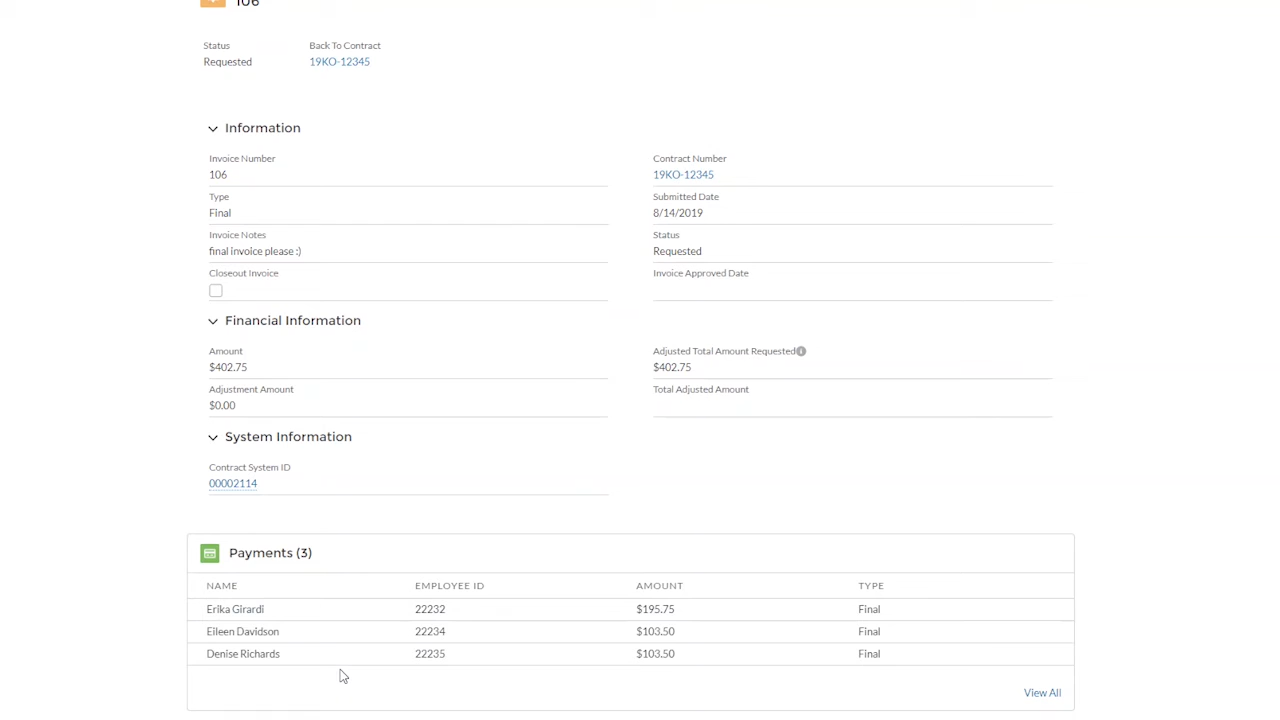 106
Status Back To Contract
Requested 19KO-12345
Information
Invoice Number Contract Number
106 19KO-12345
Type Submitted Date
Final 8/14/2019
Invoice Notes Status
final invoice please :) Requested
Closeout Invoice Invoice Approved Date
Financial Information
Amount Adjusted Total Amount Requested
$402.75 $402.75
Adjustment Amount Total Adjusted Amount
$0.00
System Information
Contract System ID
00002114
Payments (3)
NAME EMPLOYEE ID AMOUNT TYPE
Erika Girardi 22232 $195.75 Final
Eileen Davidson 22234 $103.50 Final
Denise Richards 22235 $103.50 Final
View All